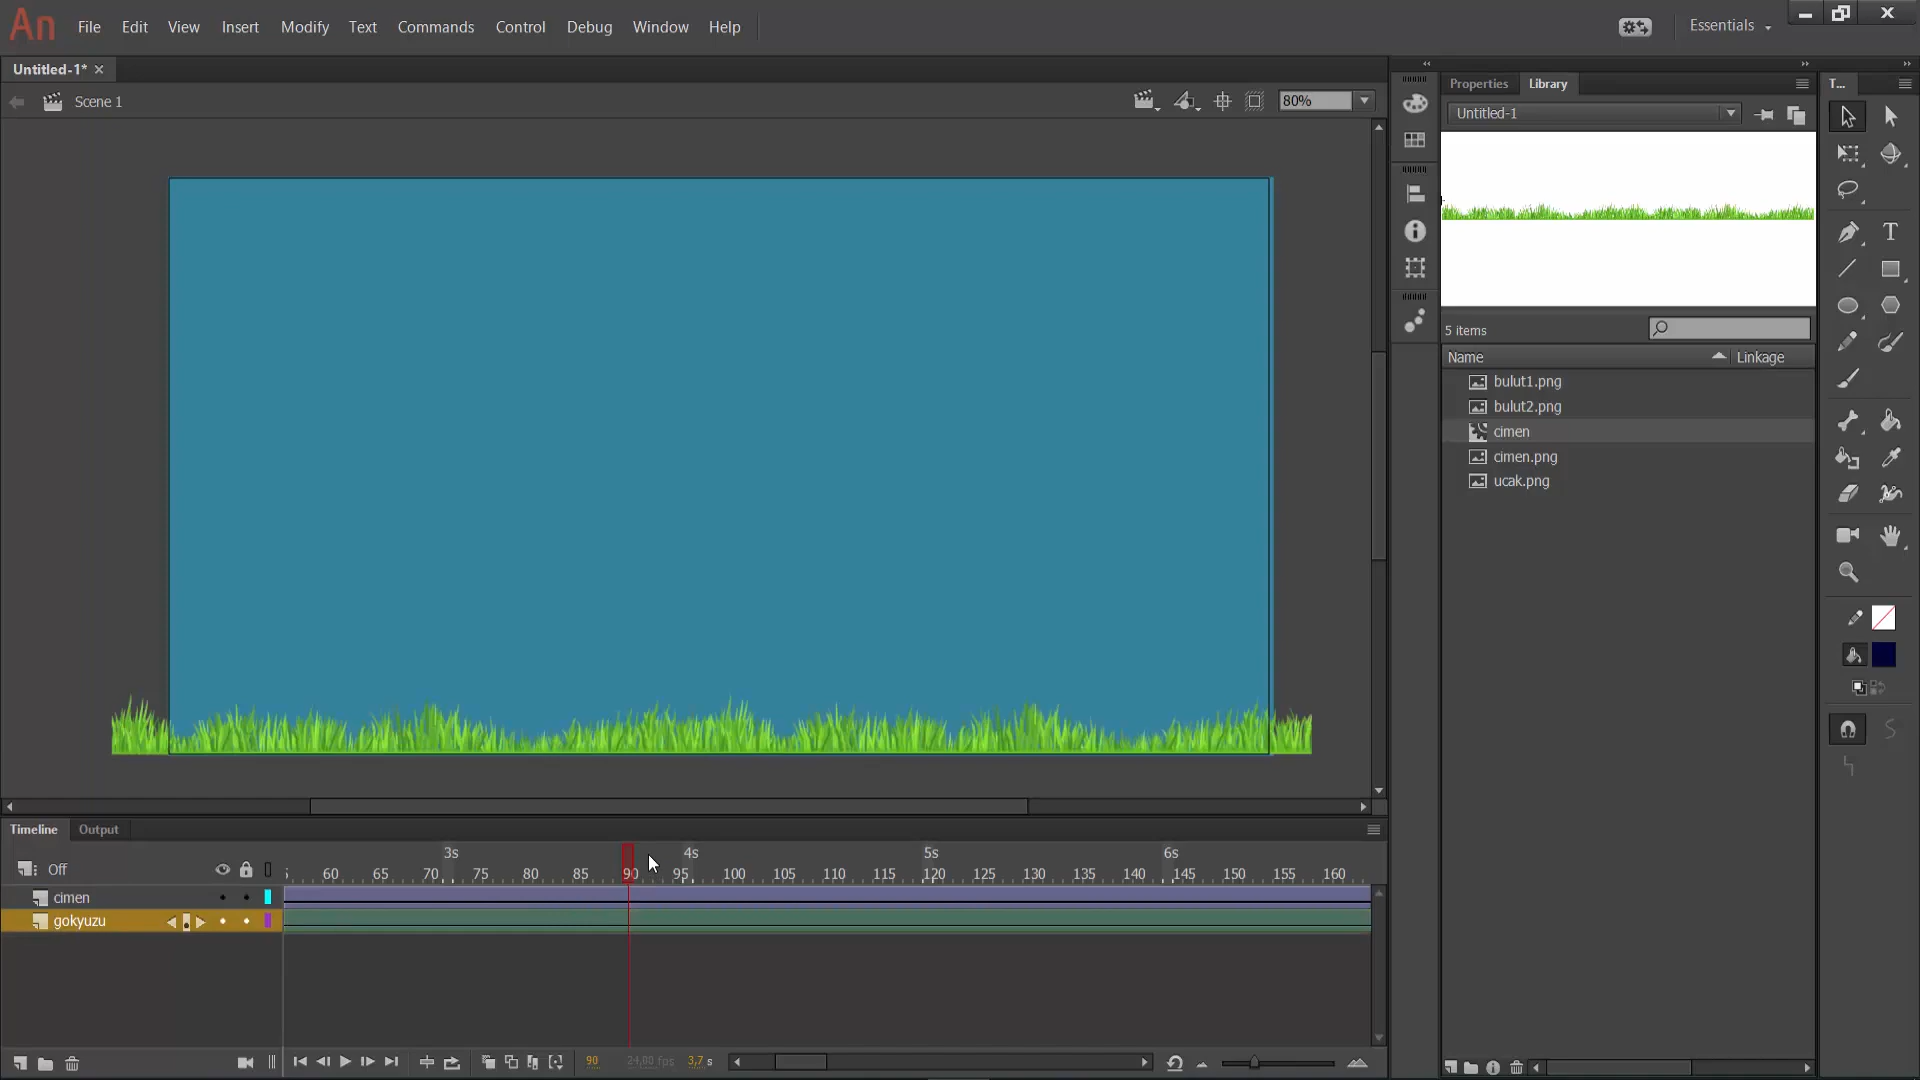 An File Edit View Insert Modify Text Commands Control Debug Window Help Essentials
Untitled-1*
Scene 1
80%
Properties Library
T...
Untitled-1
5 items
Name Linkage
bulut1.png
bulut2.png
cimen
cimen.png
ucak.png
Timeline Output
3s 4s 5s 6s
Off
60 65 70 75 80 85 90 95 100 105 110 115 120 125 130 135 140 145 150 155 160
cimen
gokyuzu
90 24,00 fps 3,7 s